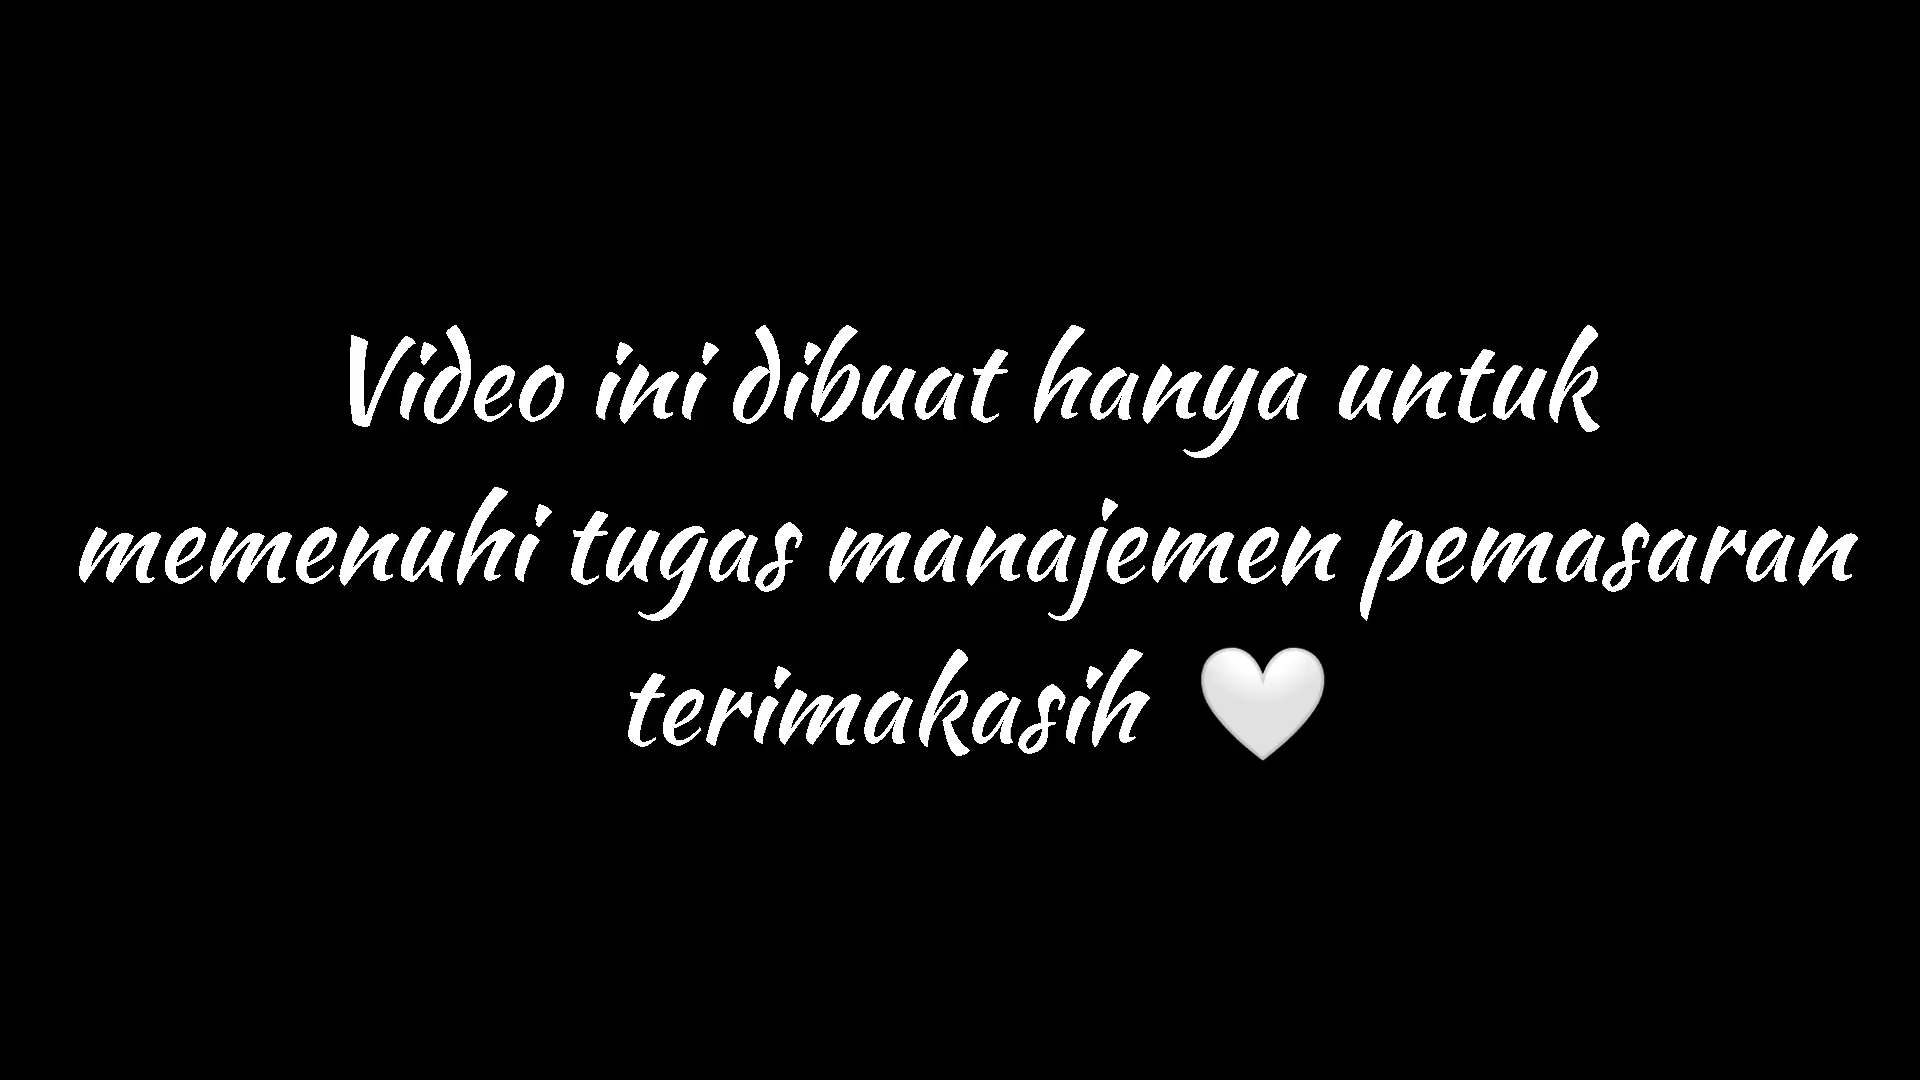 Video ini dibuat hanya untuk
memenuhi tugas manajemen pemasaran
terimakasih 🤍